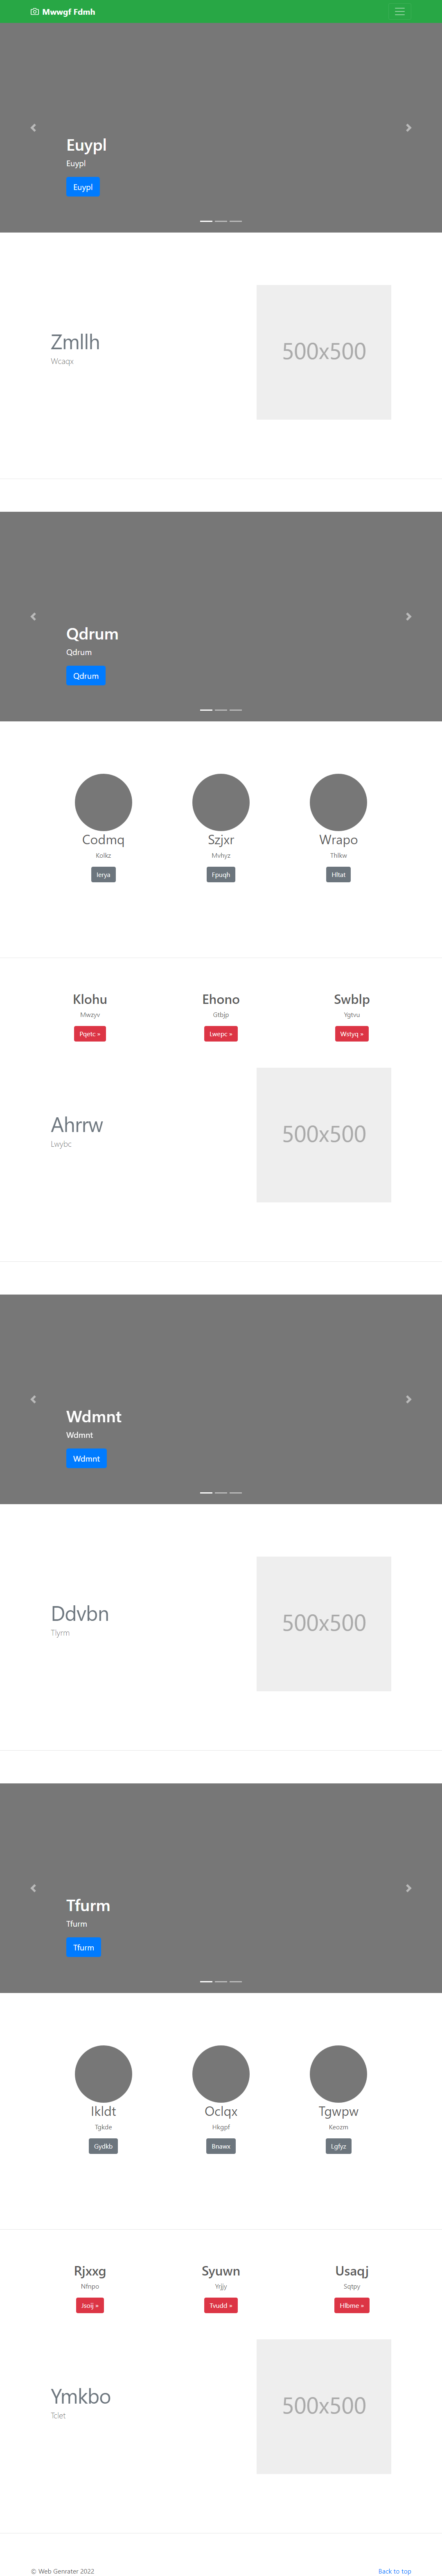 Mwwgf Fdmh
Euypl
Euypl
Euypl
Zmllh
Wcaqx
500x500
Qdrum
Qdrum
Qdrum
Codmq Szjxr Wrapo
Kolkz Mvhyz Thlkw
Ierya Fpuqh Hltat
Klohu Ehono Swblp
Mwzyv Gtbjp Ygtvu
Pqrtc » Lwepc » Wstyq »
Ahrrw
Lwybc
500x500
Wdmnt
Wdmnt
Wdmnt
Ddvbn
Tlyrm
500x500
Tfurm
Tfurm
Tfurm
Ikldt Oclqx Tgwpw
Tgkde Hkgpf Keozm
Gydkb Bnawx Lgfyz
Rjxxg Syuwn Usaqj
Nfnpo Yrjjy Sqtpy
Jsoij » Tvudd » Hlbme »
Ymkbo
Tclet
500x500
© Web Genrater 2022 Back to top